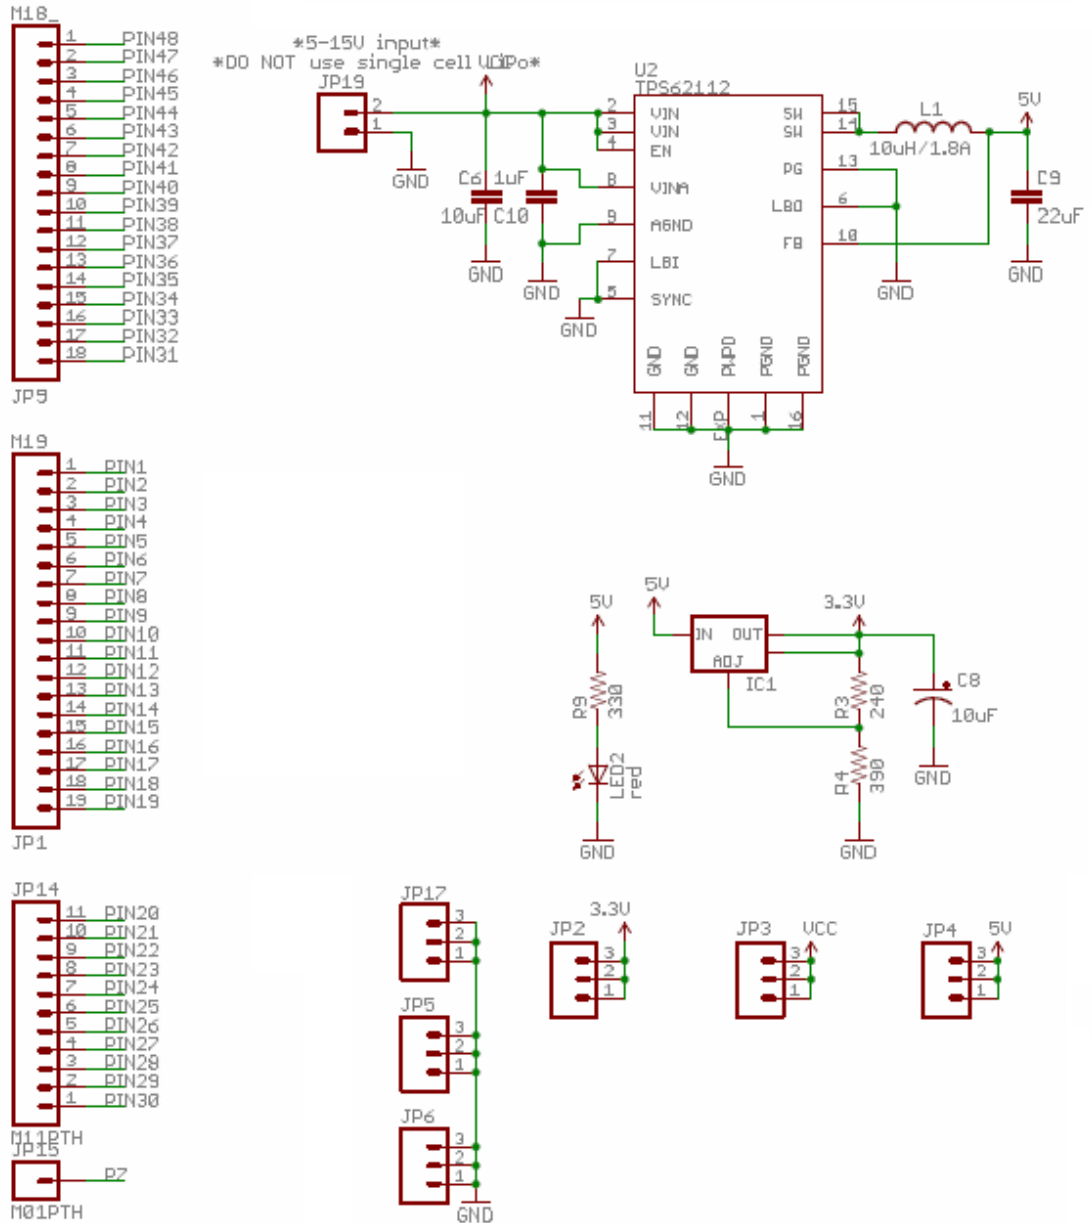 M18_
1 PIN48
2 PIN47
3 PIN46
4 PIN45
5 PIN44
6 PIN43
7 PIN42
8 PIN41
9 PIN40
10 PIN39
11 PIN38
12 PIN37
13 PIN36
14 PIN35
15 PIN34
16 PIN33
17 PIN32
18 PIN31
JP9
*5-15V input*
*DO NOT use single cell LiPo*
VCC
JP19
2
1
GND
C6
10uF
GND
1uF
C10
GND
GND
U2
TPS62112
2 VIN
3 VIN
4 EN
8 VINA
9 AGND
7 LBI
5 SYNC
15 SW
14 SW
13 PG
6 LBO
10 FB
GND GND PWPD PGND PGND
11 12 EXP 1 16
GND
L1
10uH/1.8A
5V
C9
22uF
GND
GND
M19
1 PIN1
2 PIN2
3 PIN3
4 PIN4
5 PIN5
6 PIN6
7 PIN7
8 PIN8
9 PIN9
10 PIN10
11 PIN11
12 PIN12
13 PIN13
14 PIN14
15 PIN15
16 PIN16
17 PIN17
18 PIN18
19 PIN19
JP1
5V
R9
330
LED2
red
GND
5V
IN OUT
ADJ
IC1
3.3V
R3
240
R4
390
GND
C8
10uF
GND
JP14
11 PIN20
10 PIN21
9 PIN22
8 PIN23
7 PIN24
6 PIN25
5 PIN26
4 PIN27
3 PIN28
2 PIN29
1 PIN30
M11PTH
JP15
PZ
M01PTH
JP17
3
2
1
JP5
3
2
1
JP6
3
2
1
GND
JP2
3.3V
3
2
1
JP3
VCC
3
2
1
JP4
5V
3
2
1